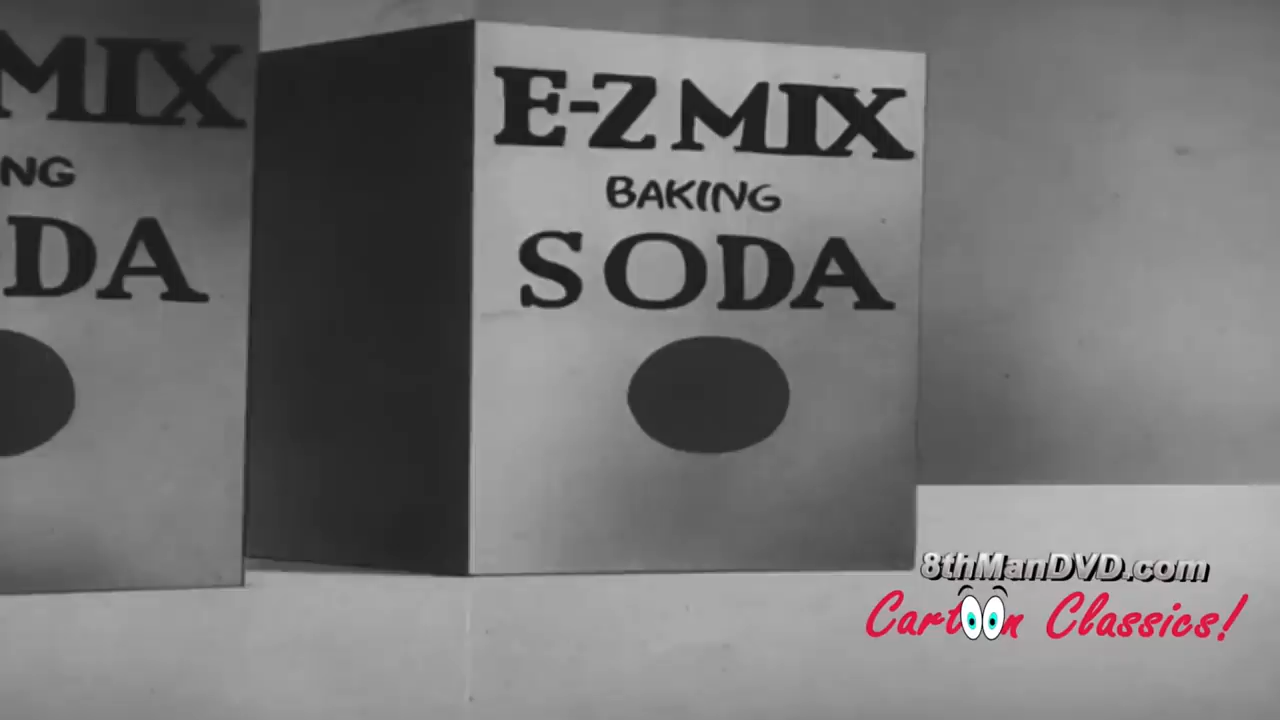 MIX
NG
DA
E-Z MIX
BAKING
SODA
8thManDVD.com
Cartoon Classics!